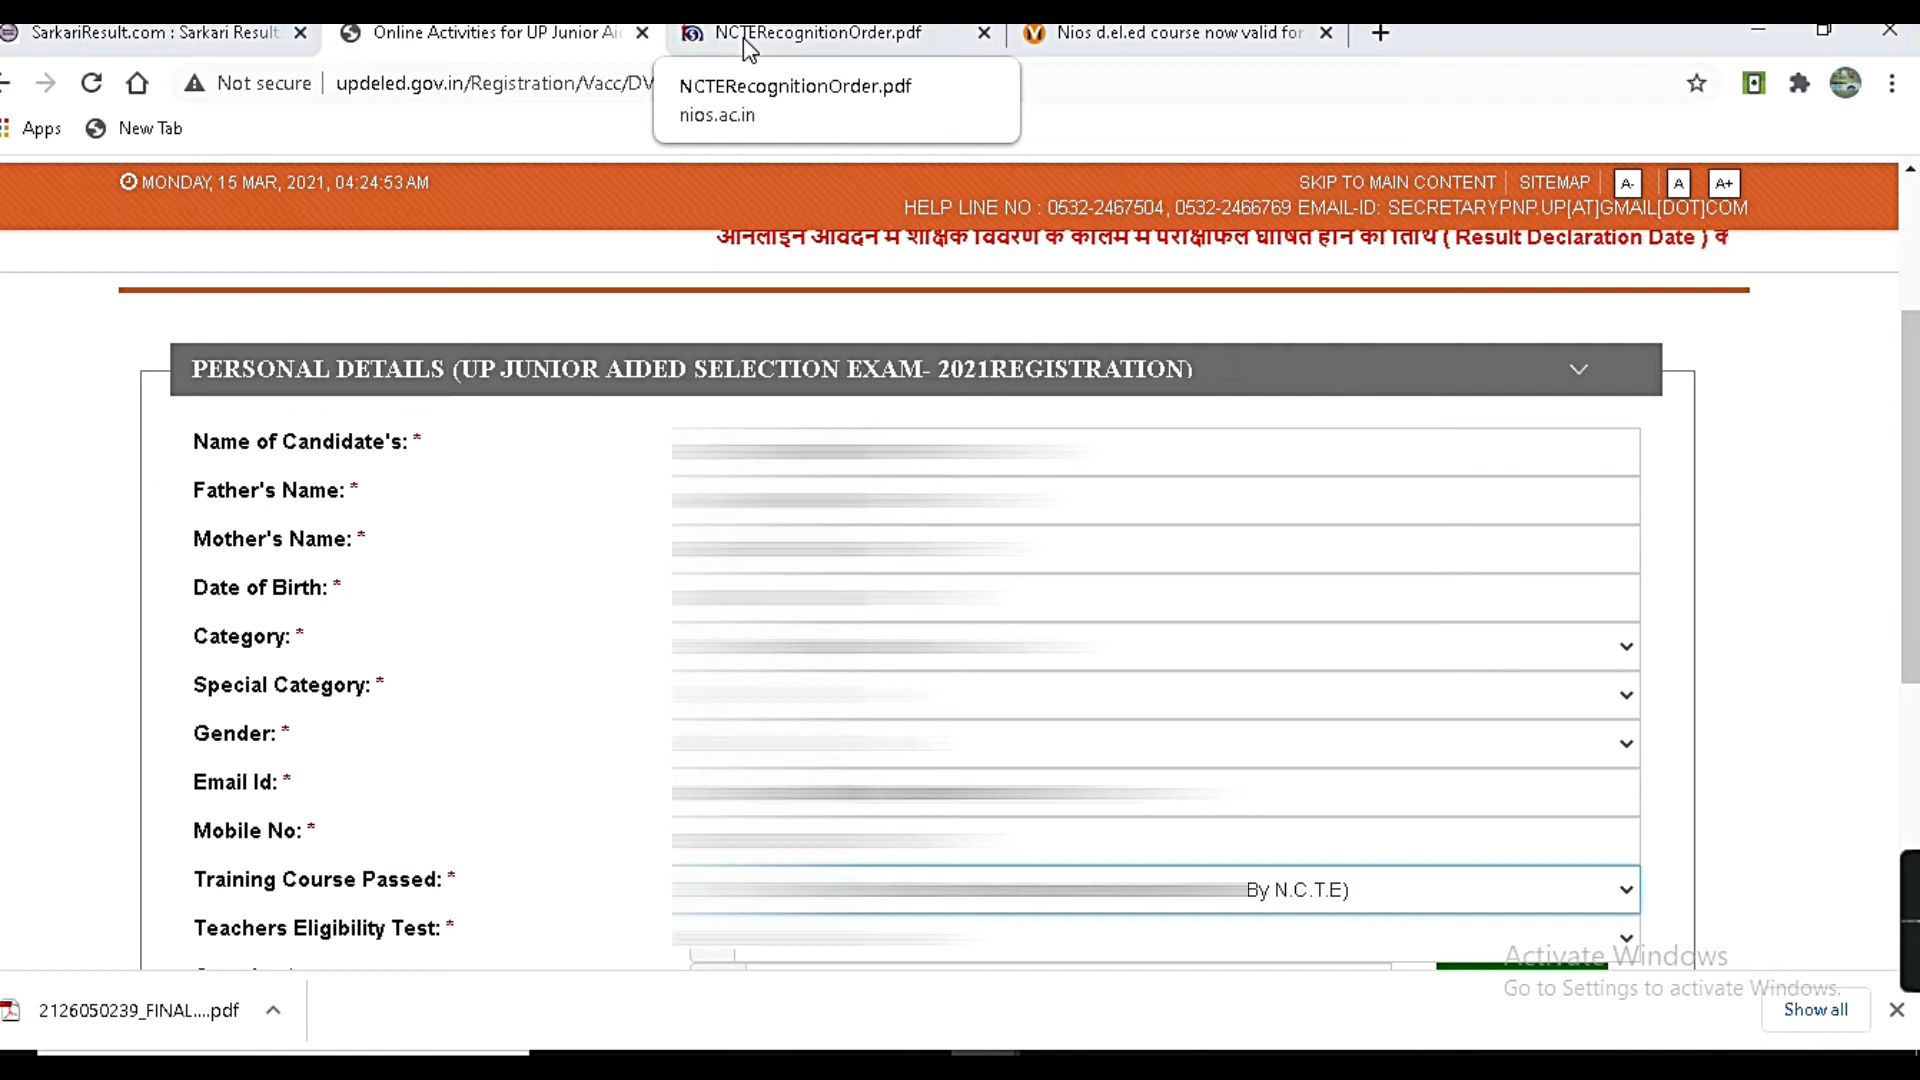 SarkariResult.com : Sarkari Result
Online Activities for UP Junior Ai
NCTERecognitionOrder.pdf
Nios d.el.ed course now valid for
Not secure | updeled.gov.in/Registration/Vacc/DV
NCTERecognitionOrder.pdf
nios.ac.in
Apps
New Tab
MONDAY, 15 MAR, 2021, 04:24:53 AM
SKIP TO MAIN CONTENT
SITEMAP
A-
A
A+
HELP LINE NO : 0532-2467504, 0532-2466769 EMAIL-ID: SECRETARYPNP.UP[AT]GMAIL[DOT]COM
ऑनलाइन आवेदन में शैक्षिक विवरण के कॉलम में परीक्षाफल घोषित होने की तिथि ( Result Declaration Date ) क
PERSONAL DETAILS (UP JUNIOR AIDED SELECTION EXAM- 2021REGISTRATION)
Name of Candidate's: *
Father's Name: *
Mother's Name: *
Date of Birth: *
Category: *
Special Category: *
Gender: *
Email Id: *
Mobile No: *
Training Course Passed: *
By N.C.T.E)
Teachers Eligibility Test: *
Activate Windows
Go to Settings to activate Windows.
2126050239_FINAL....pdf
Show all